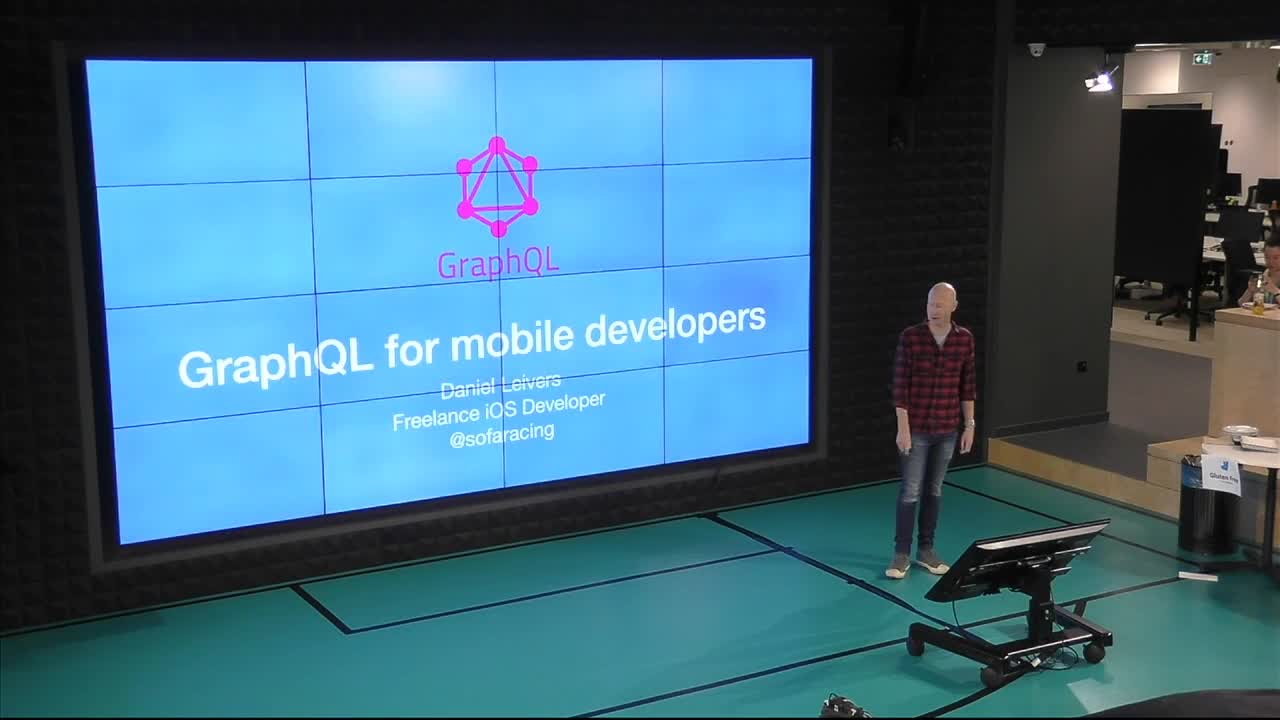 GraphQL
GraphQL for mobile developers
Daniel Leivers
Freelance iOS Developer
@sofaracing
Gluten free